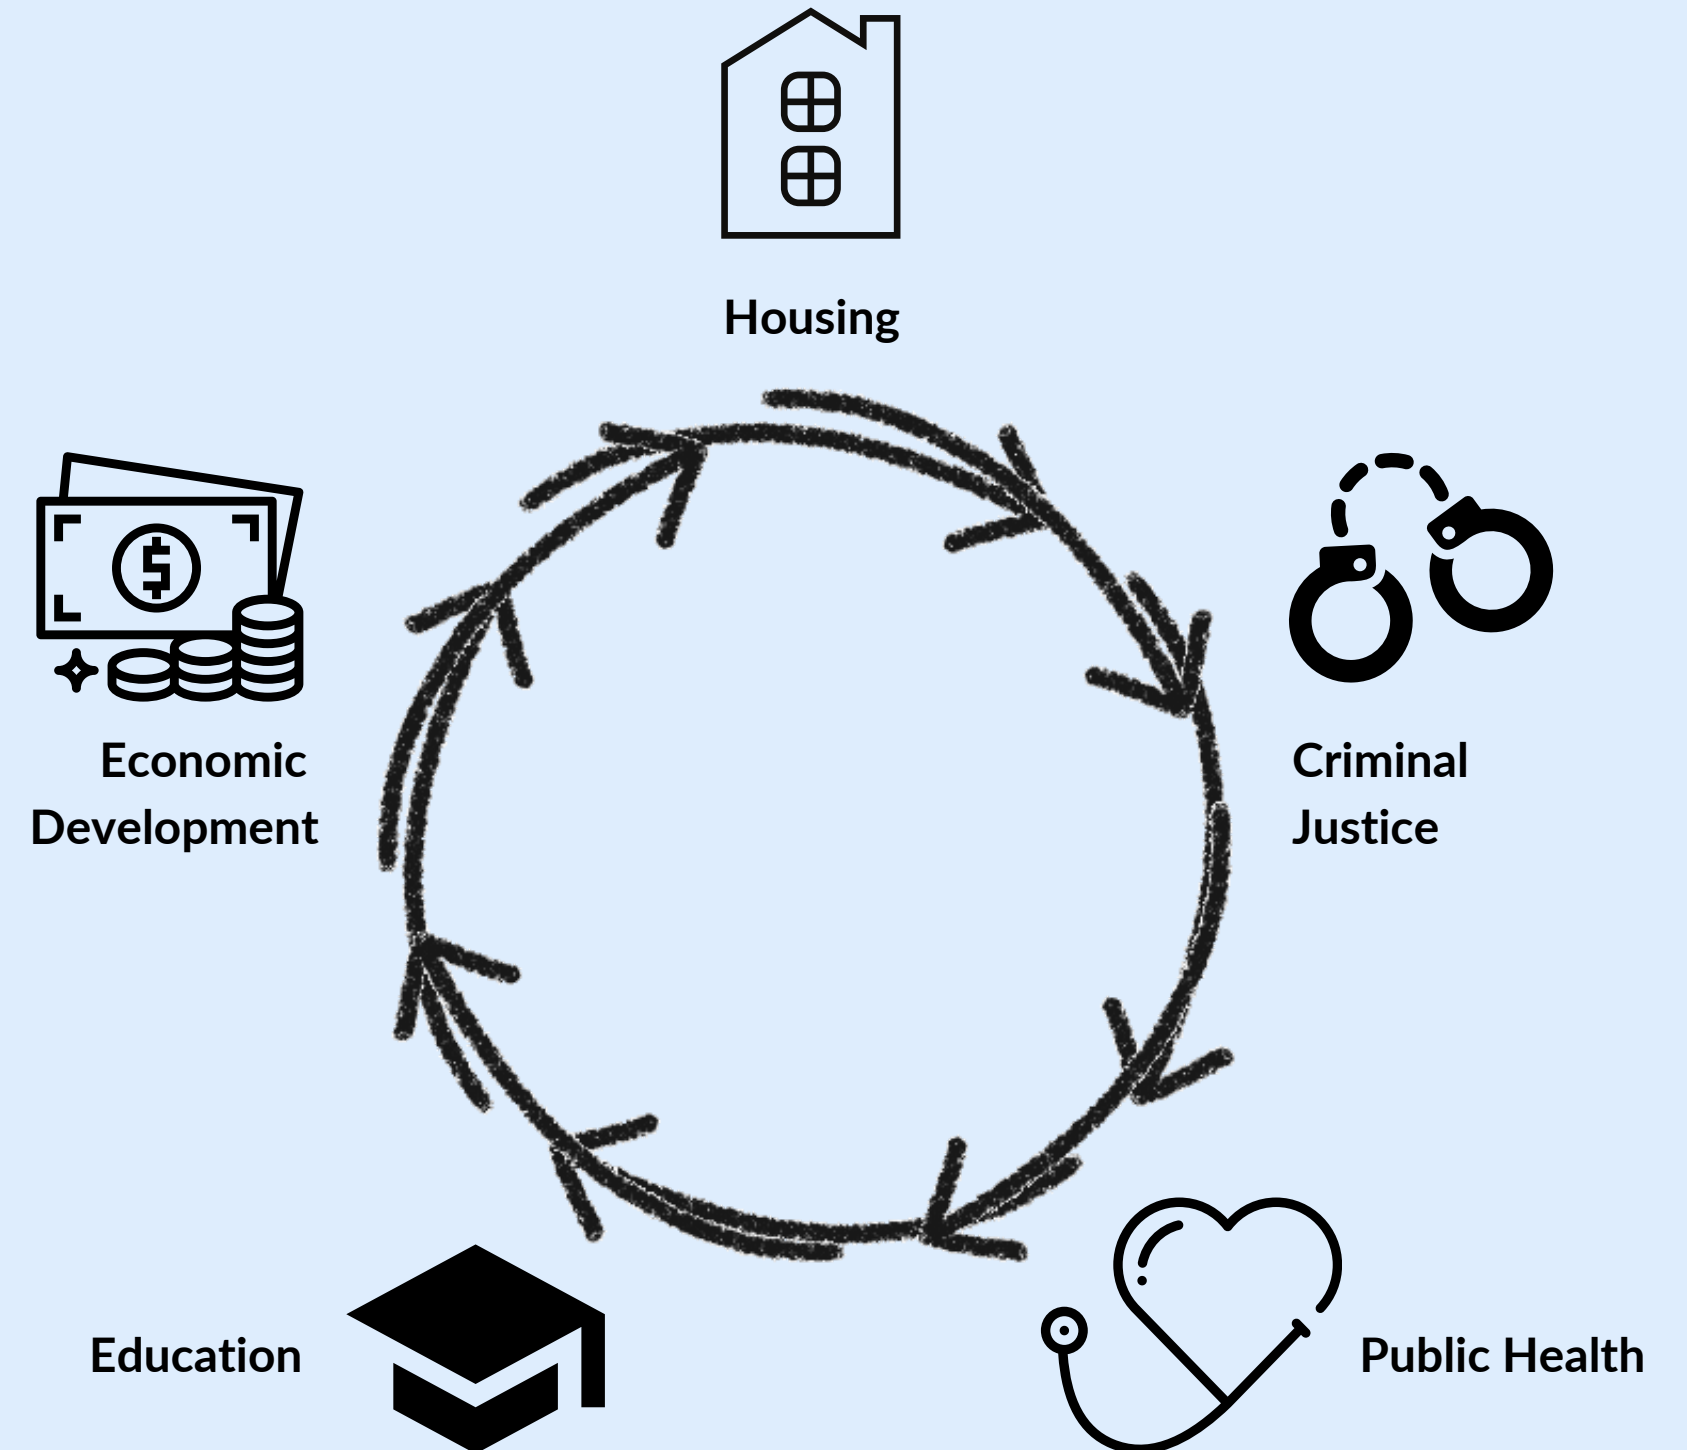 Housing
Economic
Development
Criminal
Justice
Education
Public Health
$